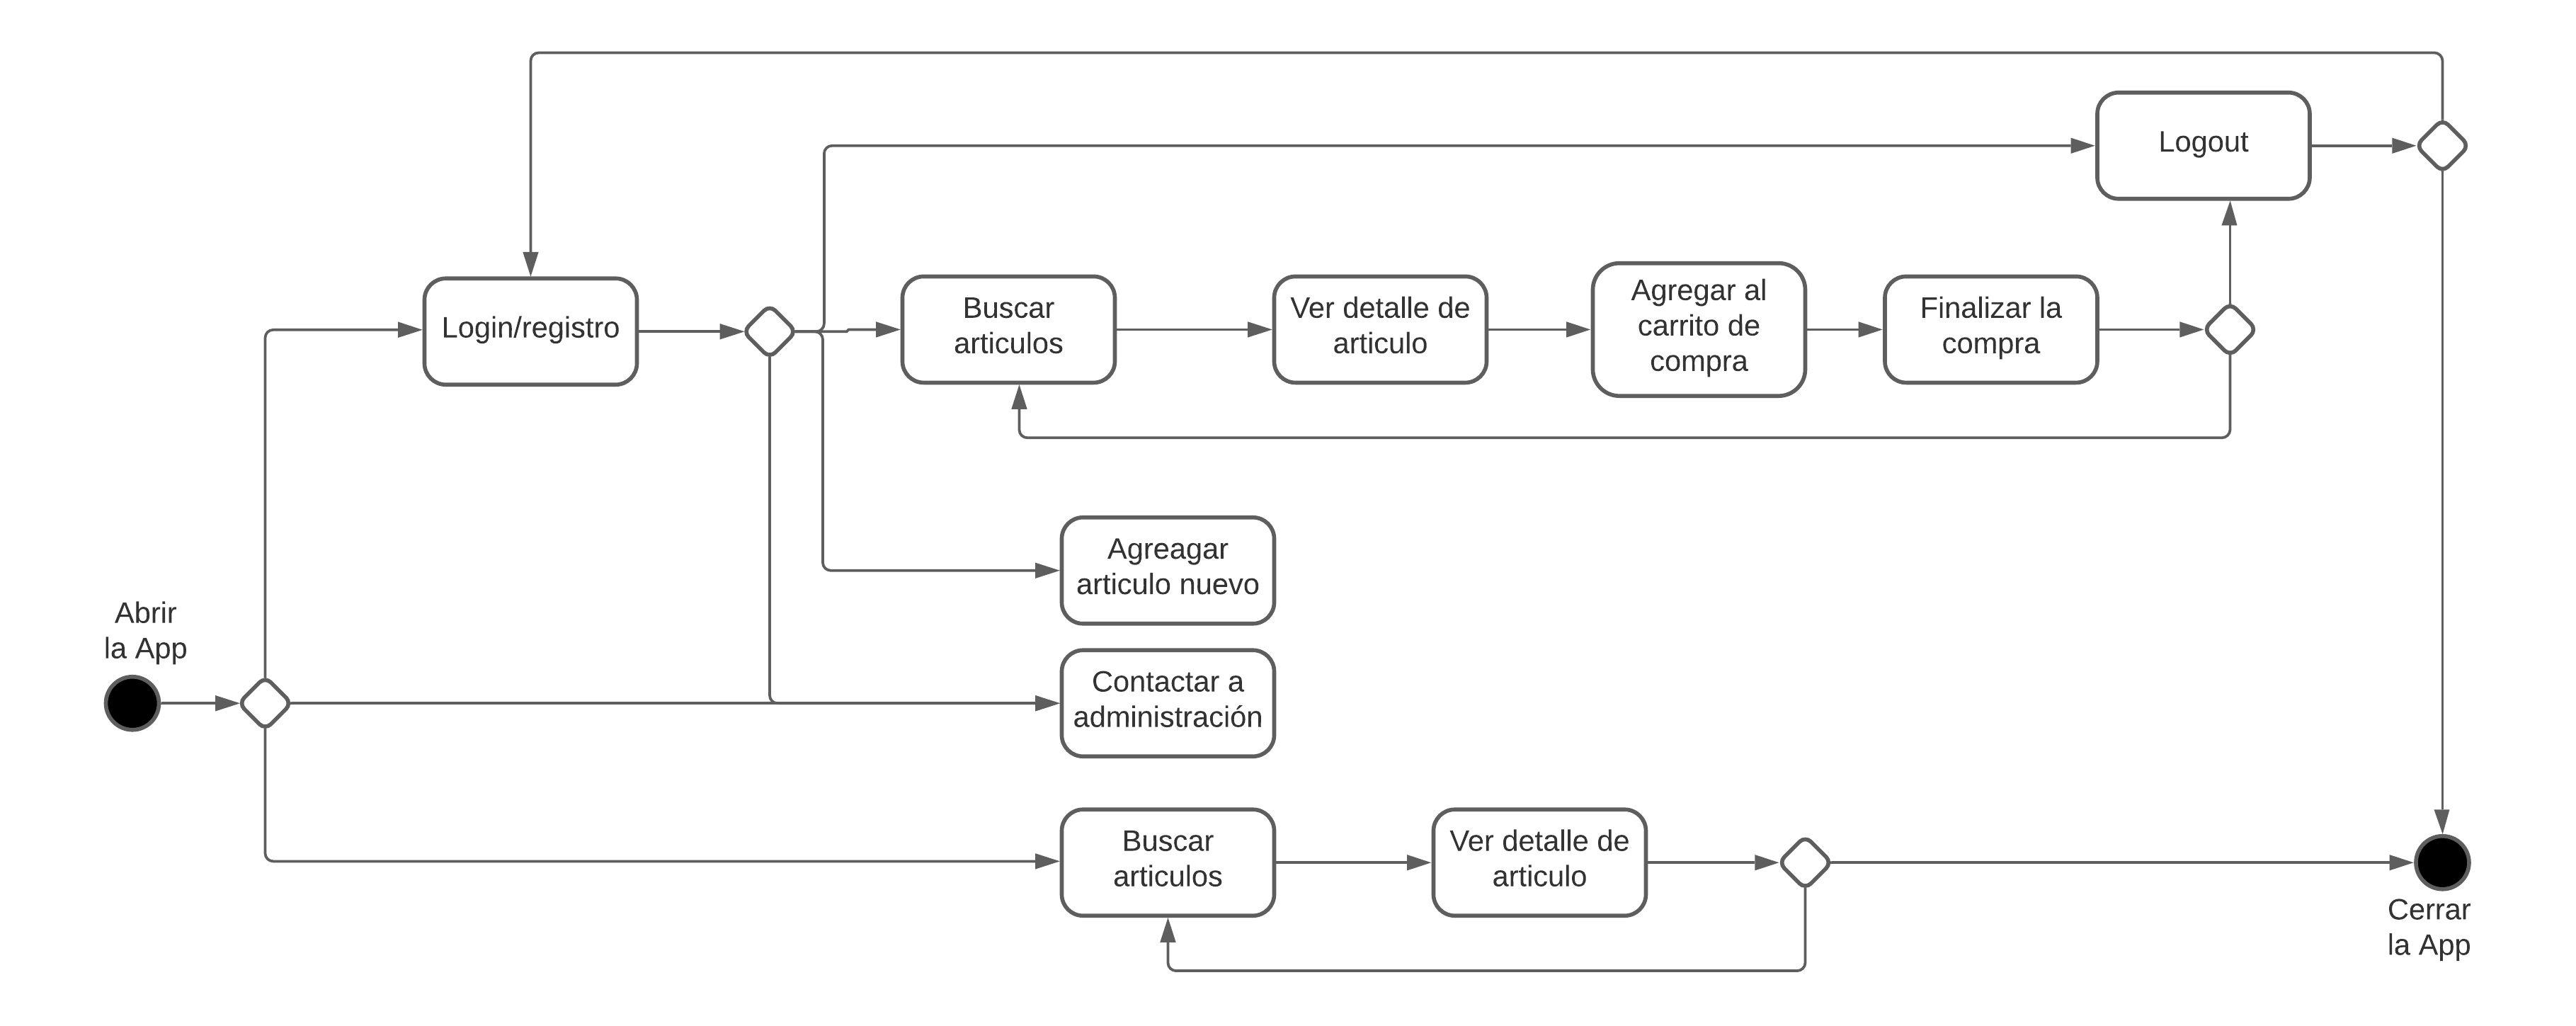 Logout
Login/registro
Buscar
articulos
Ver detalle de
articulo
Agregar al
carrito de
compra
Finalizar la
compra
Agreagar
articulo nuevo
Abrir
la App
Contactar a
administración
Buscar
articulos
Ver detalle de
articulo
Cerrar
la App